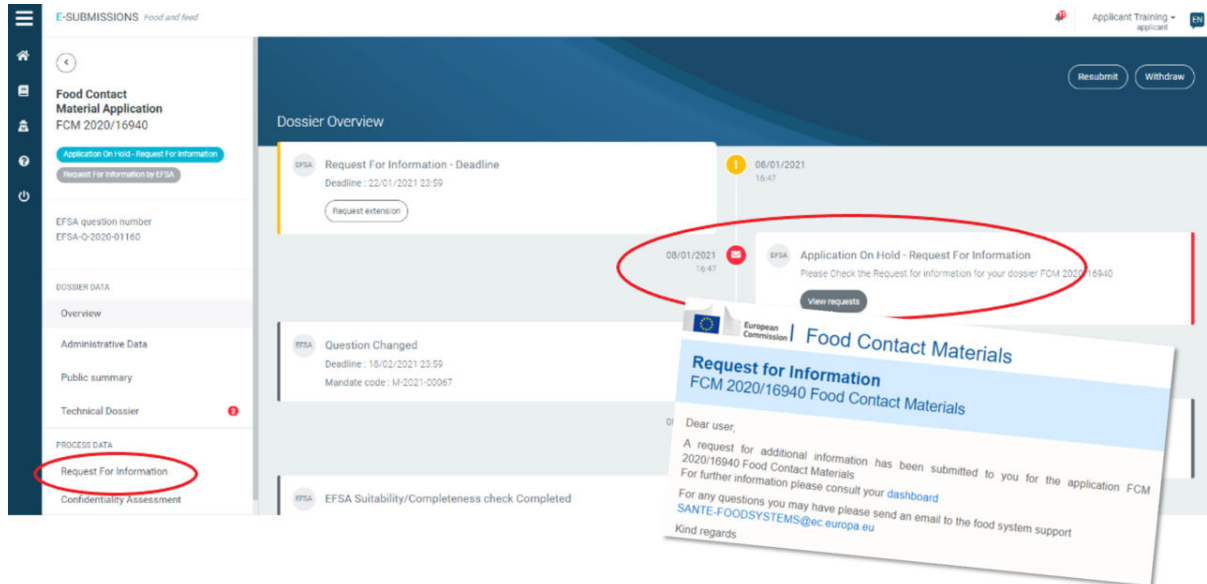 E-SUBMISSIONS Food and feed
Applicant Training
applicant
EN
Food Contact
Material Application
FCM 2020/16940
Application On Hold - Request For Information
Request For Information by EFSA
EFSA question number
EFSA-Q-2020-01160
DOSSIER DATA
Overview
Administrative Data
Public summary
Technical Dossier 2
PROCESS DATA
Request For Information
Confidentiality Assessment
Resubmit Withdraw
Dossier Overview
EFSA Request For Information - Deadline
Deadline : 22/01/2021 23:59
Request extension
08/01/2021
16:47
08/01/2021
16:47
EFSA Application On Hold - Request For Information
Please Check the Request for information for your dossier FCM 2020/16940
View requests
EFSA Question Changed
Deadline : 16/02/2021 23:59
Mandate code : M-2021-00067
EFSA EFSA Suitability/Completeness check Completed
European
Commission
Food Contact Materials
Request for Information
FCM 2020/16940 Food Contact Materials
Dear user,
A request for additional information has been submitted to you for the application FCM
2020/16940 Food Contact Materials
For further information please consult your dashboard
For any questions you may have please send an email to the food system support
SANTE-FOODSYSTEMS@ec.europa.eu
Kind regards